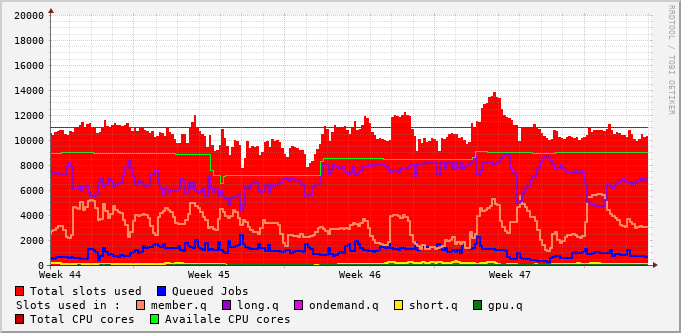 20000
18000
16000
14000
12000
10000
8000
6000
4000
2000
0
Week 44 Week 45 Week 46 Week 47
RRDTOOL / TOBI OETIKER
Total slots used Queued Jobs
Slots used in : member.q long.q ondemand.q short.q gpu.q
Total CPU cores Availale CPU cores